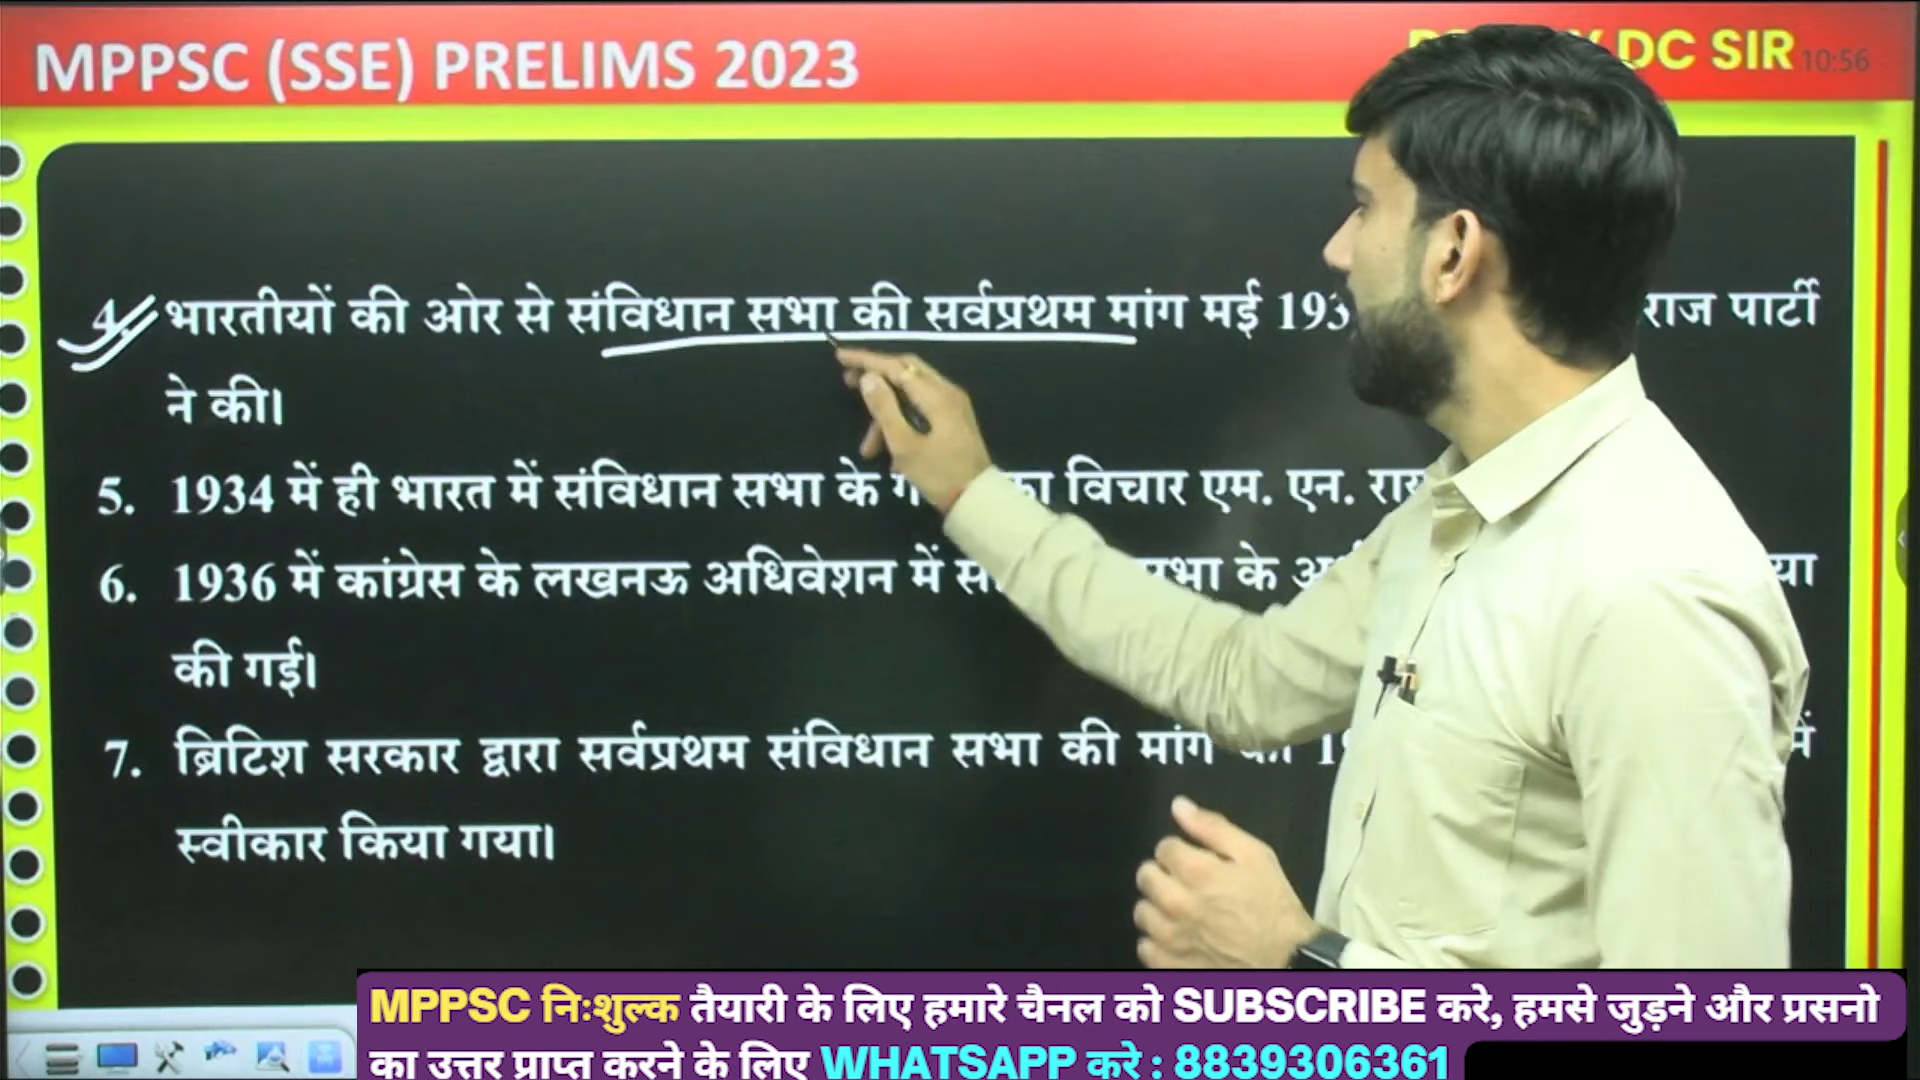 MPPSC (SSE) PRELIMS 2023
DC SIR 10:56
4. भारतीयों की ओर से संविधान सभा की सर्वप्रथम मांग मई 193 राज पार्टी
ने की।
5. 1934 में ही भारत में संविधान सभा के का विचार एम. एन. राय
6. 1936 में कांग्रेस के लखनऊ अधिवेशन में सभा के
की गई।
7. ब्रिटिश सरकार द्वारा सर्वप्रथम संविधान सभा की मांग को में
स्वीकार किया गया।
MPPSC निःशुल्क तैयारी के लिए हमारे चैनल को SUBSCRIBE करे, हमसे जुड़ने और प्रसनो
का उत्तर प्राप्त करने के लिए WHATSAPP करे : 8839306361